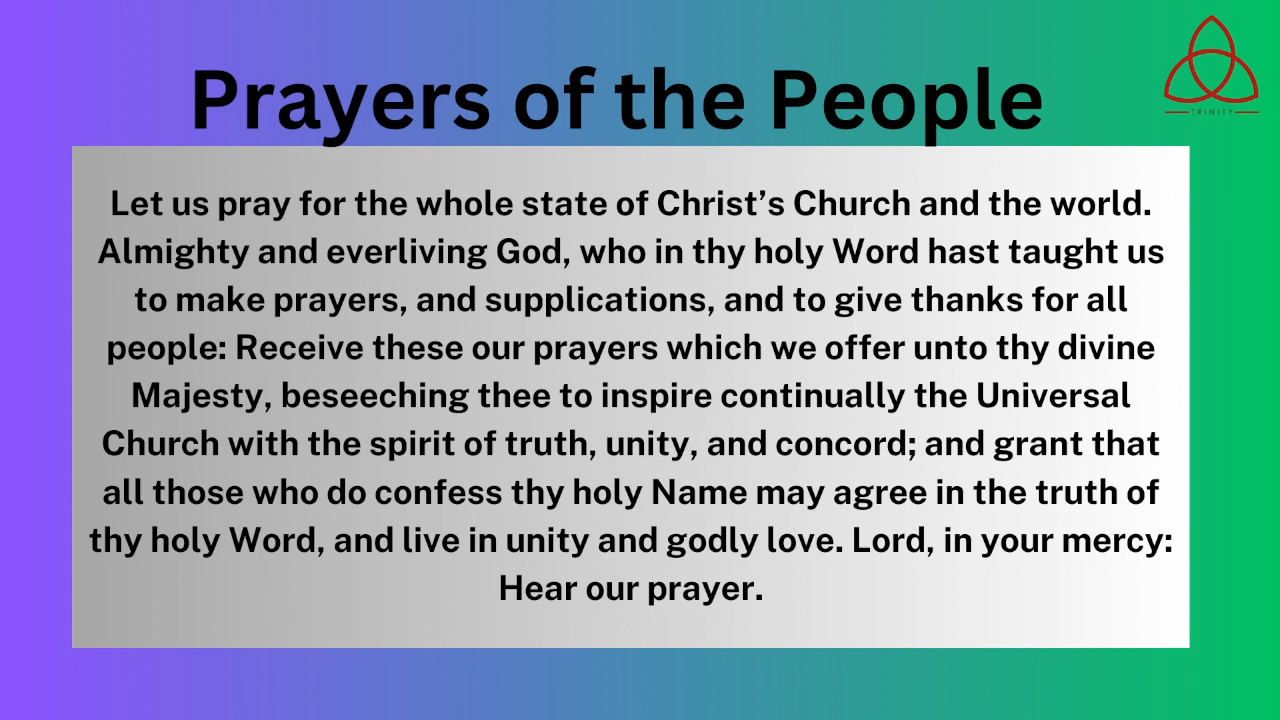 Prayers of the People
TRINITY
Let us pray for the whole state of Christ’s Church and the world.
Almighty and everliving God, who in thy holy Word hast taught us
to make prayers, and supplications, and to give thanks for all
people: Receive these our prayers which we offer unto thy divine
Majesty, beseeching thee to inspire continually the Universal
Church with the spirit of truth, unity, and concord; and grant that
all those who do confess thy holy Name may agree in the truth of
thy holy Word, and live in unity and godly love. Lord, in your mercy:
Hear our prayer.